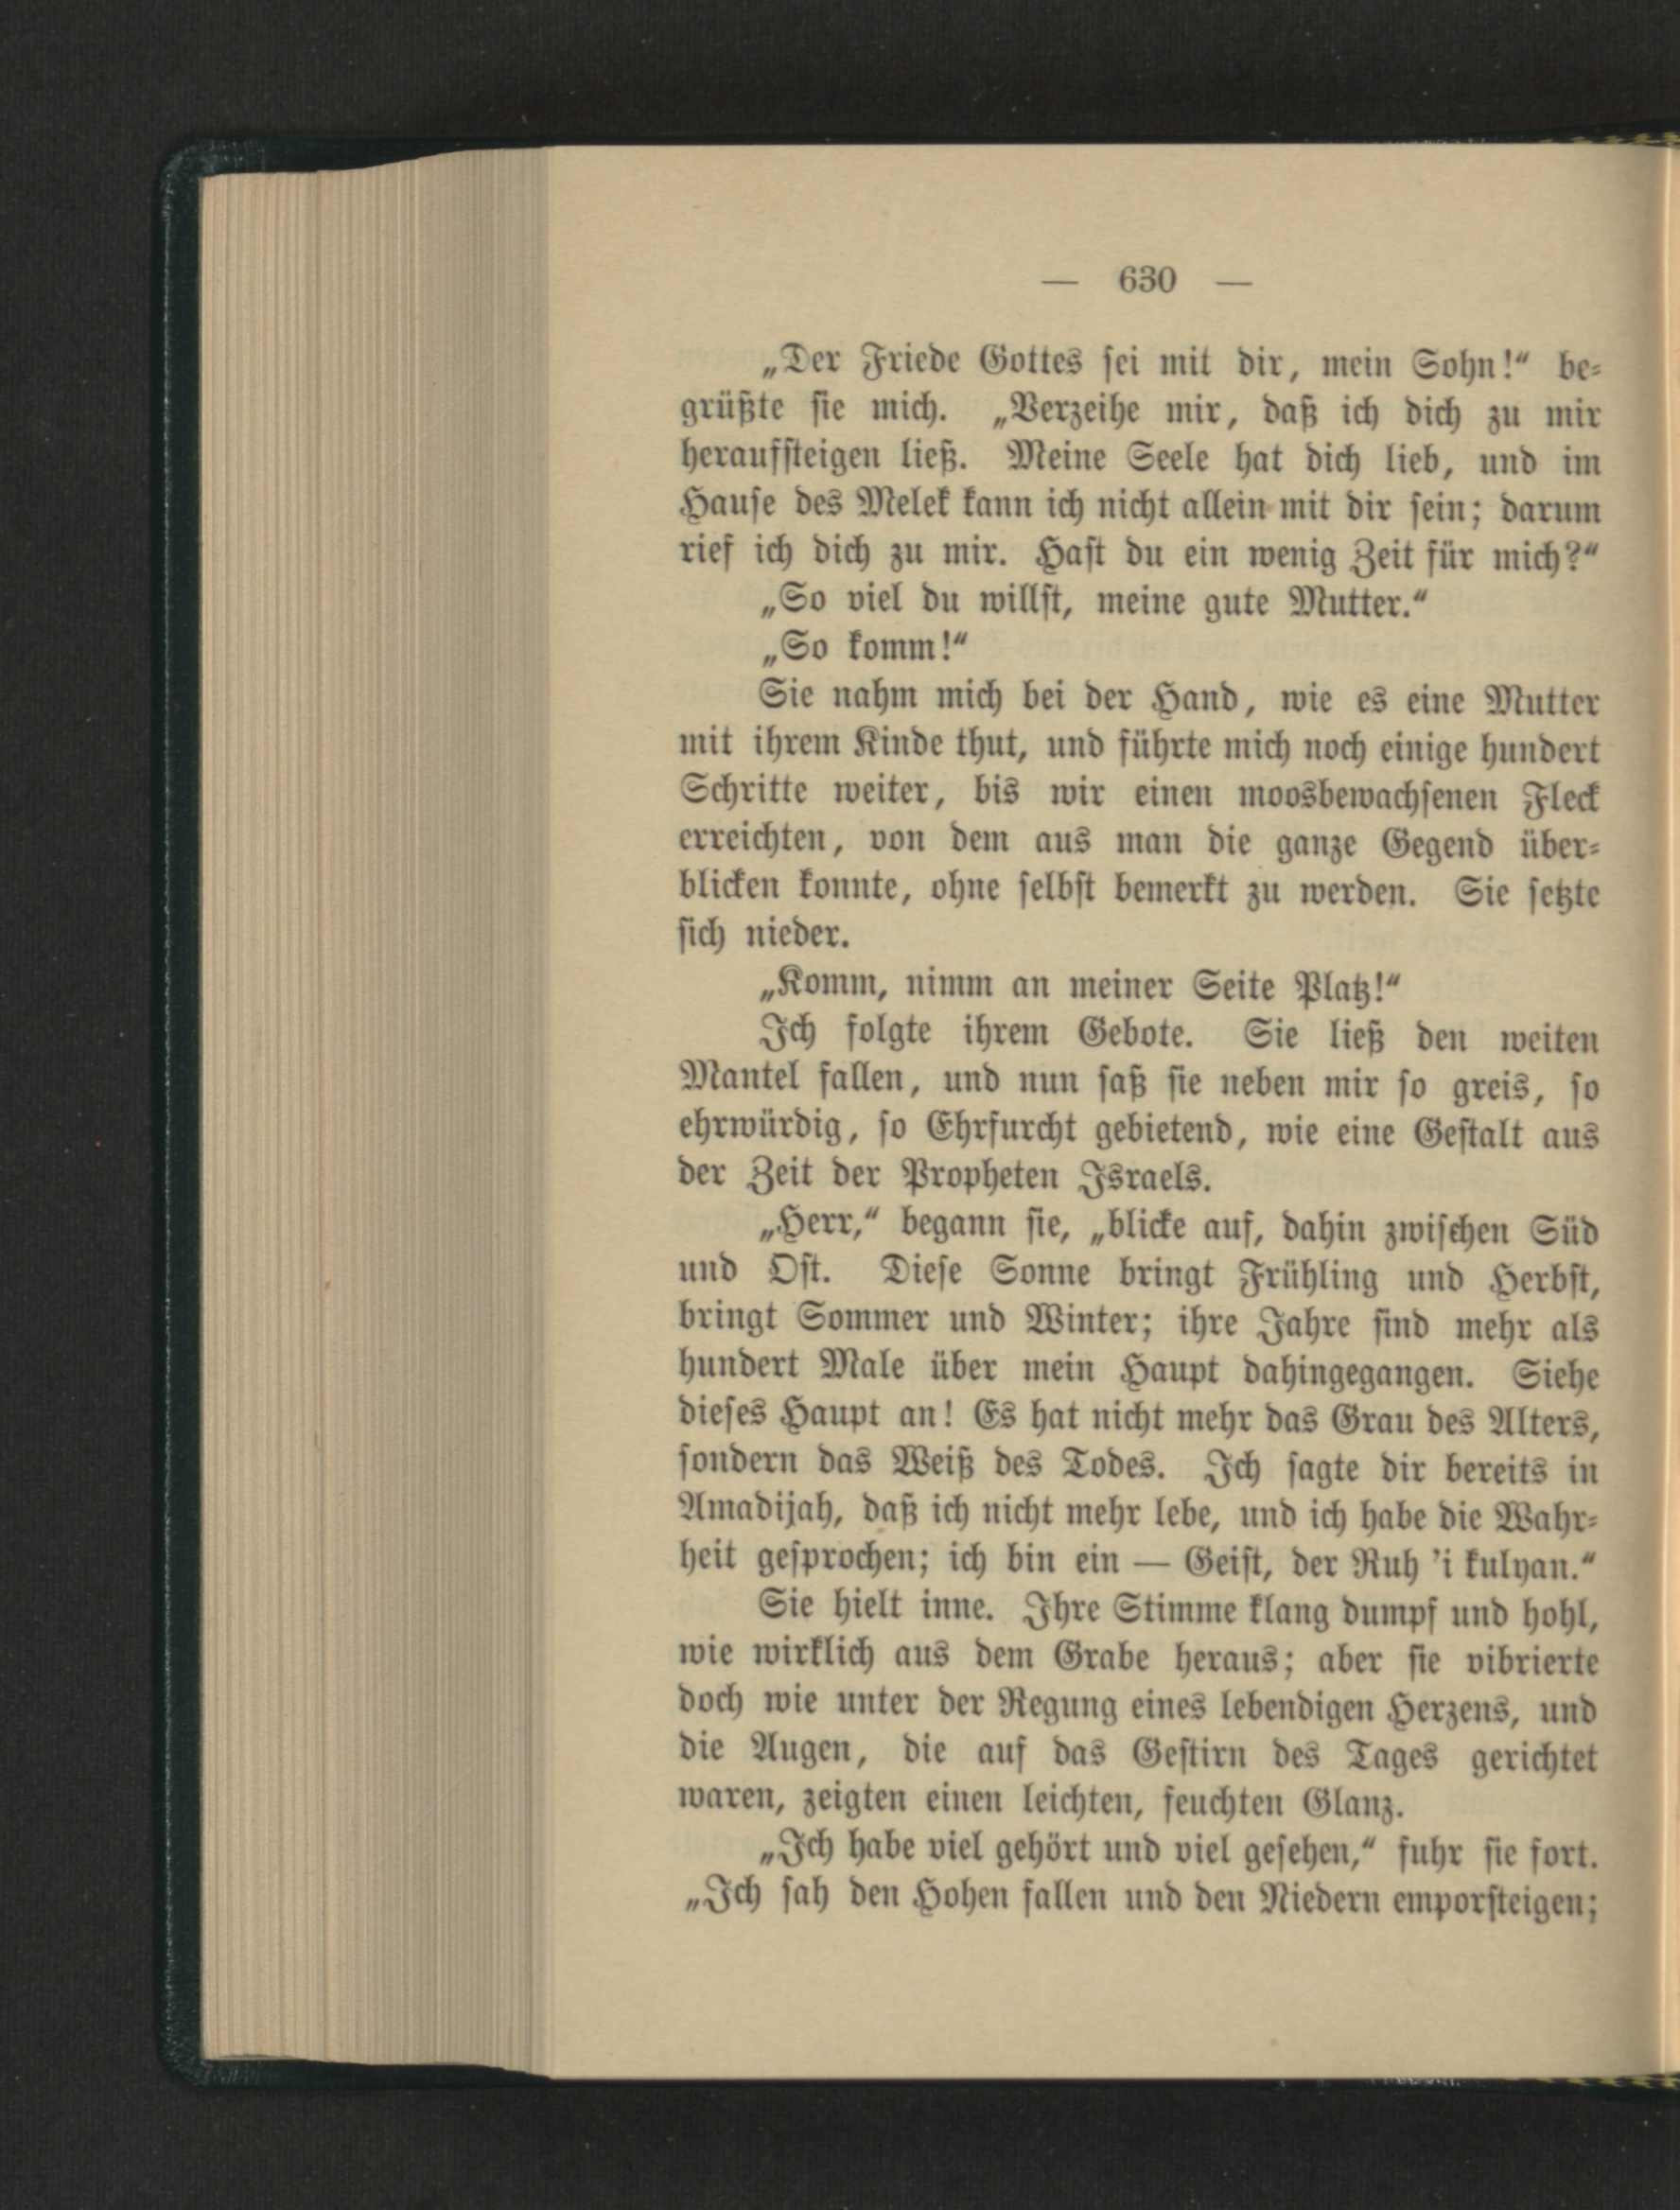 — 630 —
„Der Friede Gottes sei mit dir, mein Sohn!“ be-
grüßte sie mich. „Verzeihe mir, daß ich dich zu mir
heraufsteigen ließ. Meine Seele hat dich lieb, und im
Hause des Melek kann ich nicht allein mit dir sein; darum
rief ich dich zu mir. Hast du ein wenig Zeit für mich?“
„So viel du willst, meine gute Mutter.“
„So komm!“
Sie nahm mich bei der Hand, wie es eine Mutter
mit ihrem Kinde thut, und führte mich noch einige hundert
Schritte weiter, bis wir einen moosbewachsenen Fleck
erreichten, von dem aus man die ganze Gegend über-
blicken konnte, ohne selbst bemerkt zu werden. Sie setzte
sich nieder.
„Komm, nimm an meiner Seite Platz!“
Ich folgte ihrem Gebote. Sie ließ den weiten
Mantel fallen, und nun saß sie neben mir so greis, so
ehrwürdig, so Ehrfurcht gebietend, wie eine Gestalt aus
der Zeit der Propheten Israels.
„Herr,“ begann sie, „blicke auf, dahin zwischen Süd
und Ost. Diese Sonne bringt Frühling und Herbst,
bringt Sommer und Winter; ihre Jahre sind mehr als
hundert Male über mein Haupt dahingegangen. Siehe
dieses Haupt an! Es hat nicht mehr das Grau des Alters,
sondern das Weiß des Todes. Ich sagte dir bereits in
Amadijah, daß ich nicht mehr lebe, und ich habe die Wahr-
heit gesprochen; ich bin ein — Geist, der Ruh 'i kulyan.“
Sie hielt inne. Ihre Stimme klang dumpf und hohl,
wie wirklich aus dem Grabe heraus; aber sie vibrierte
doch wie unter der Regung eines lebendigen Herzens, und
die Augen, die auf das Gestirn des Tages gerichtet
waren, zeigten einen leichten, feuchten Glanz.
„Ich habe viel gehört und viel gesehen,“ fuhr sie fort.
„Ich sah den Hohen fallen und den Niedern emporsteigen;